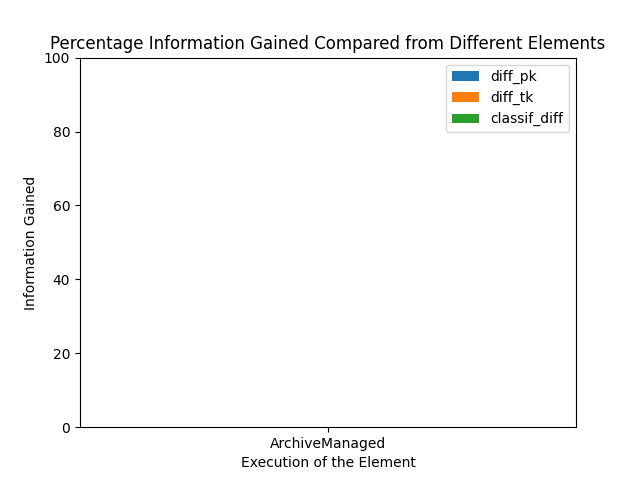 Percentage Information Gained Compared from Different Elements
diff_pk
diff_tk
classif_diff
100
80
60
40
20
0
Information Gained
ArchiveManaged
Execution of the Element